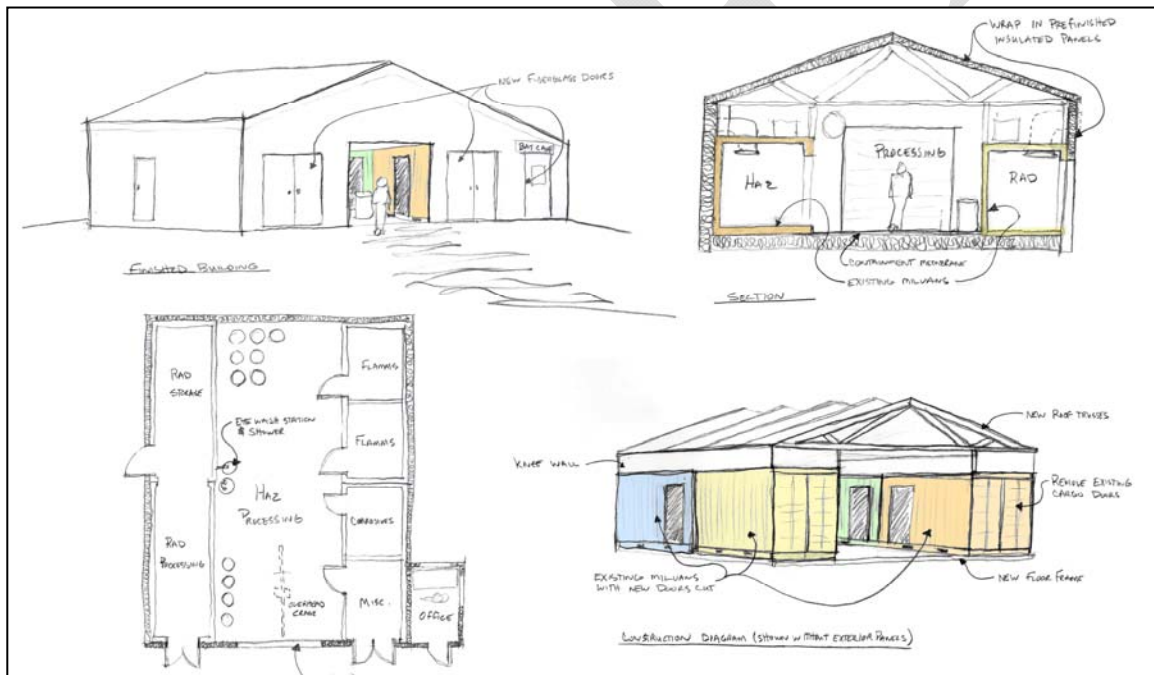 NEW FIBERGLASS DOORS
BAT CAVE
FINISHED BUILDING
WRAP IN PREFINISHED
INSULATED PANELS
HAZ
PROCESSING
RAD
CONTAINMENT MEMBRANE
EXISTING MILVANS
SECTION
RAD
STORAGE
EYE WASH STATION
& SHOWER
HAZ
PROCESSING
RAD
PROCESSING
OVERHEAD
CRANE
FLAMMS
FLAMMS
CORROSIVES
MISC.
OFFICE
KNEE WALL
NEW ROOF TRUSSES
REMOVE EXISTING
CARGO DOORS
NEW FLOOR FRAME
EXISTING MILVANS
WITH NEW DOORS CUT
CONSTRUCTION DIAGRAM (SHOWN WITHOUT EXTERIOR PANELS)